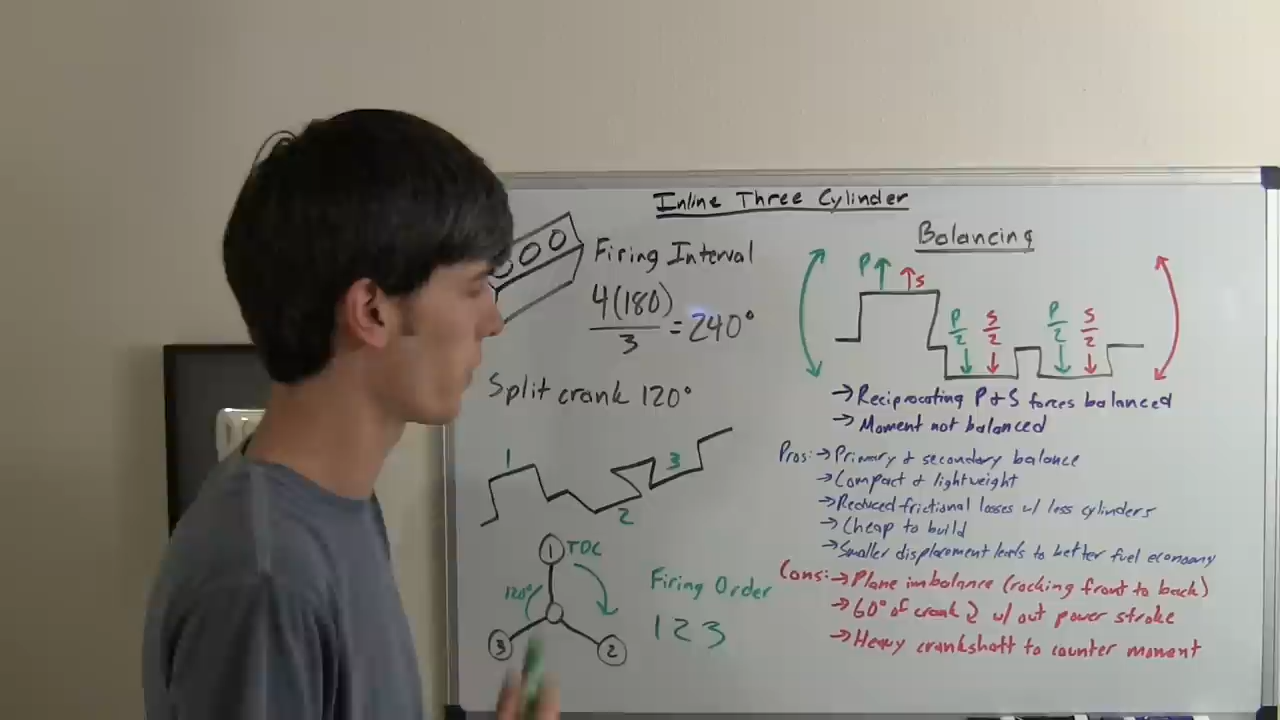 Inline Three Cylinder
Firing Interval
4(180)
3
= 240°
Split crank 120°
1
2
3
1 TDC
120°
3
2
Firing Order
1 2 3
Balancing
P S
P/2 S/2 P/2 S/2
→ Reciprocating P & S forces balanced
→ Moment not balanced
Pros: → Primary & secondary balance
→ Compact & lightweight
→ Reduced frictional losses w/ less cylinders
→ Cheap to build
→ Smaller displacement leads to better fuel economy
Cons: → Plane imbalance (rocking front to back)
→ 60° of crank w/out power stroke
→ Heavy crankshaft to counter moment